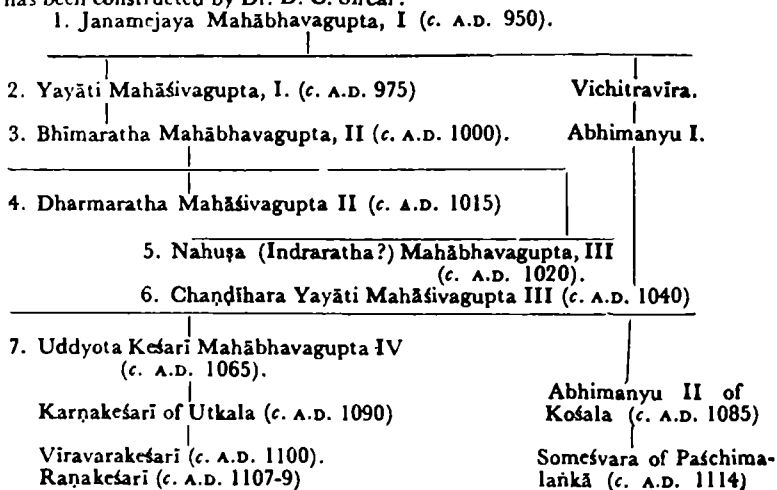 has been constructed by Dr. D. C. Sircar:
1. Janamejaya Mahābhavagupta, I (c. A.D. 950).
2. Yayāti Mahāśivagupta, I. (c. A.D. 975)
Vichitravīra.
3. Bhīmaratha Mahābhavagupta, II (c. A.D. 1000).
Abhimanyu I.
4. Dharmaratha Mahāśivagupta II (c. A.D. 1015)
5. Nahuṣa (Indraratha?) Mahābhavagupta, III
(c. A.D. 1020).
6. Chaṇḍīhara Yayāti Mahāśivagupta III (c. A.D. 1040)
7. Uddyota Keśarī Mahābhavagupta IV
(c. A.D. 1065).
Karṇakeśarī of Utkala (c. A.D. 1090)
Vīravarakeśarī (c. A.D. 1100).
Raṇakeśarī (c. A.D. 1107-9)
Abhimanyu II of
Kośala (c. A.D. 1085)
Someśvara of Paśchima-
laṅkā (c. A.D. 1114)